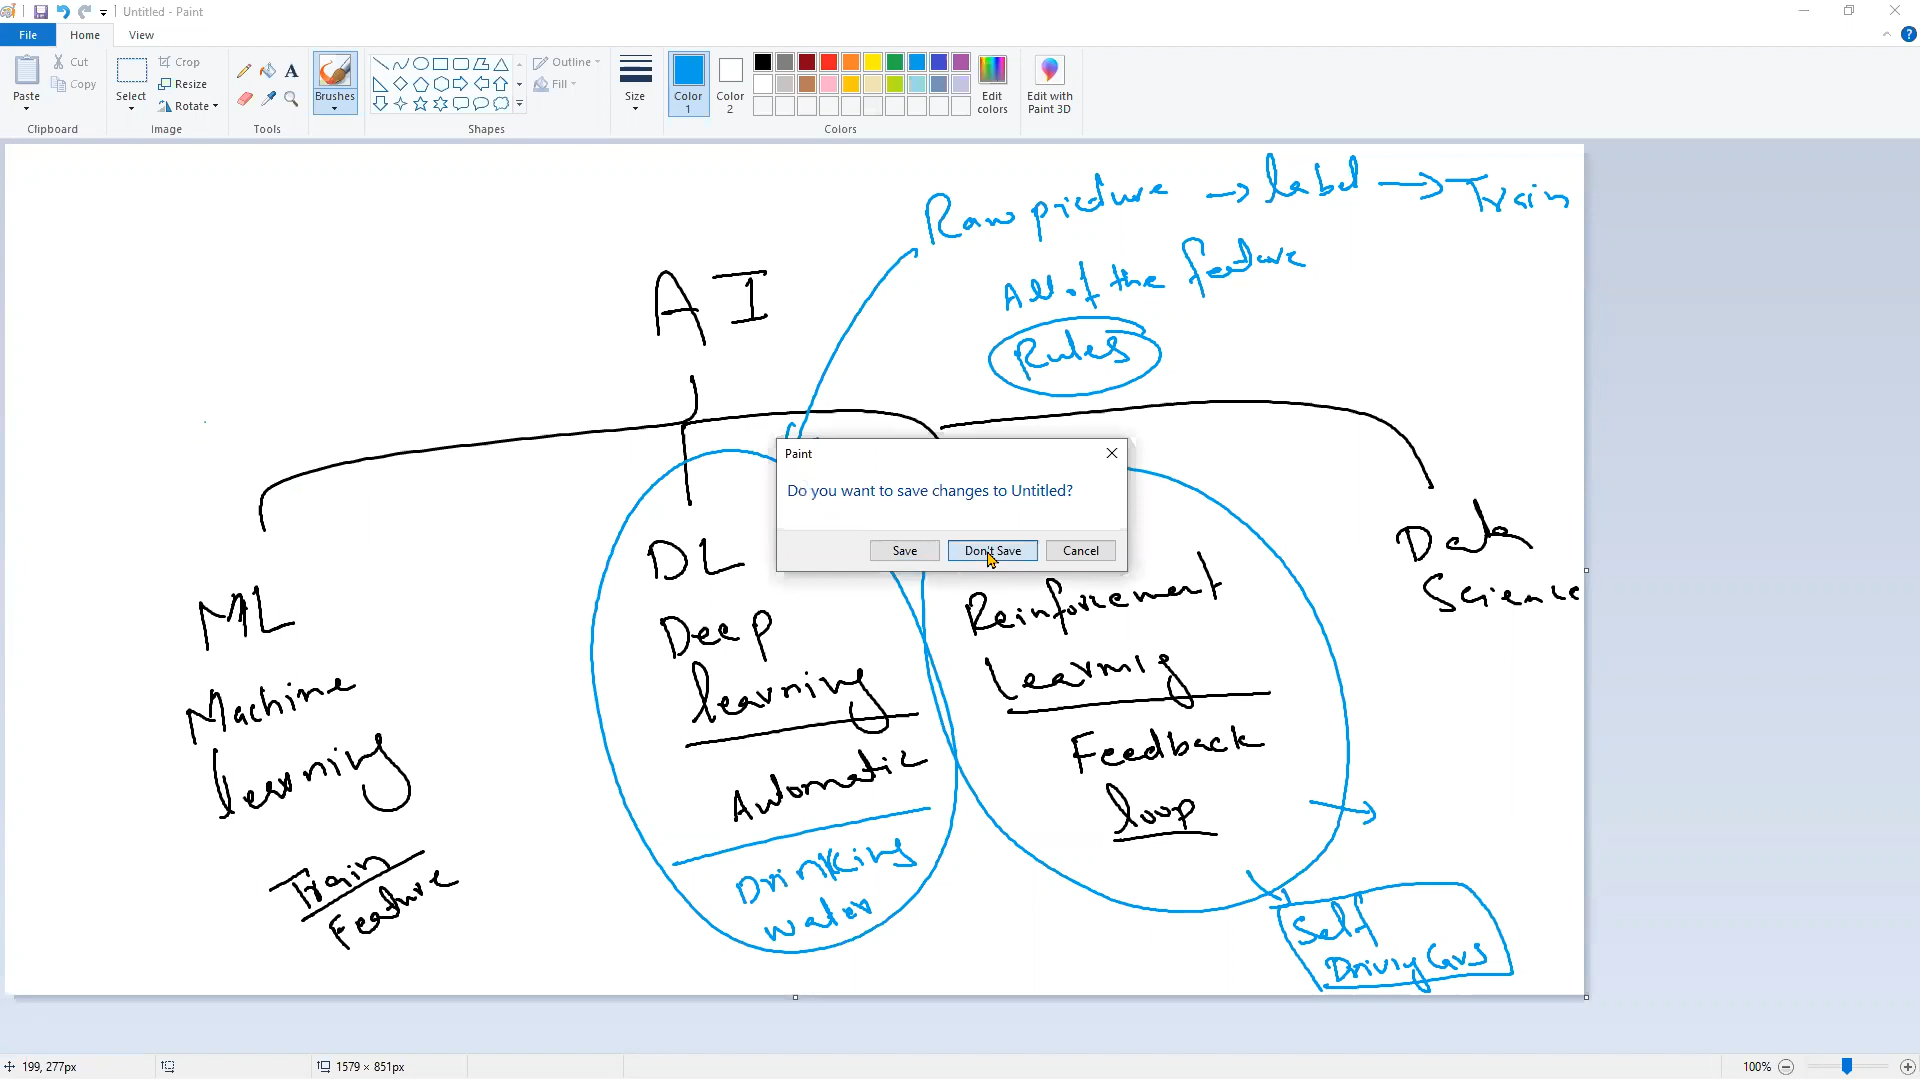 Untitled - Paint
File Home View
Paste
Cut
Copy
Clipboard
Select
Crop
Resize
Rotate
Image
A
Tools
Brushes
Shapes
Outline
Fill
Size
Color 1
Color 2
Colors
Edit colors
Edit with Paint 3D
?
Raw picture → label → Train
All of the feature
Rules
AI
Paint
Do you want to save changes to Untitled?
Save Don't Save Cancel
ML
Machine
learning
Train
Feature
DL
Deep
learning
Automatic
Drinking
water
Reinforcement
Learnig
Feedback
loop
Data
Science
Self
Driviy Cars
199, 277px
1579 × 851px
100%